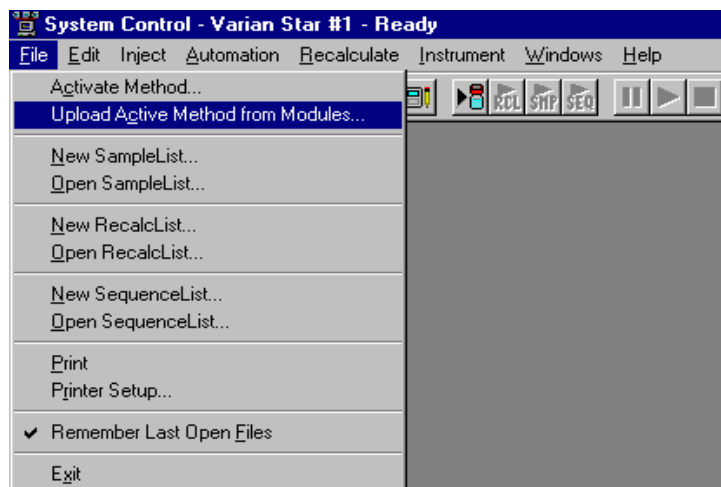 System Control - Varian Star #1 - Ready
File Edit Inject Automation Recalculate Instrument Windows Help
Activate Method...
Upload Active Method from Modules...
RCL SMP SEQ
New SampleList...
Open SampleList...
New RecalcList...
Open RecalcList...
New SequenceList...
Open SequenceList...
Print
Printer Setup...
Remember Last Open Files
Exit